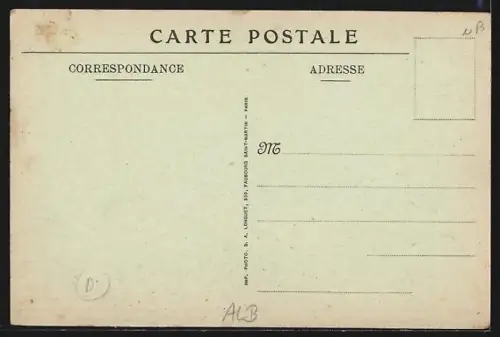 CARTE POSTALE
CORRESPONDANCE
ADRESSE
M
IMP. PHOTO. D. A. LONGUET, 250, FAUBOURG SAINT-MARTIN — PARIS
D.
ALB